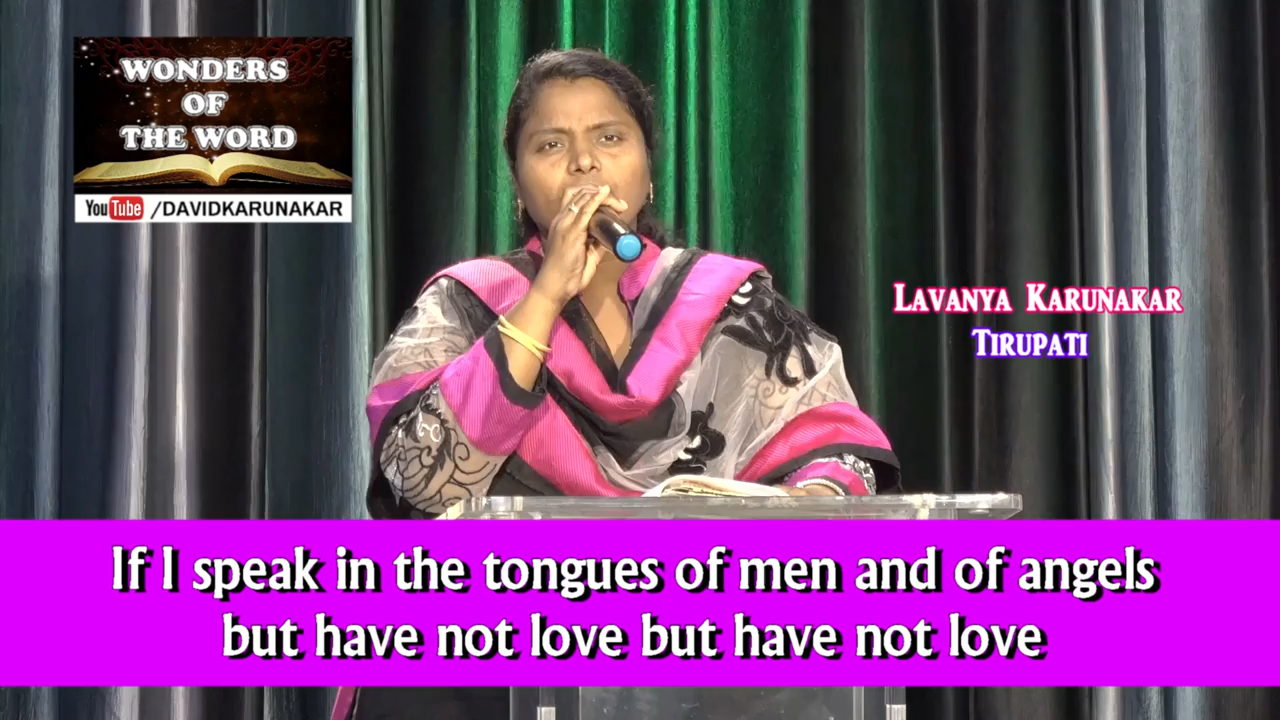 WONDERS
OF
THE WORD
YouTube /DAVIDKARUNAKAR
LAVANYA KARUNAKAR
TIRUPATI
If I speak in the tongues of men and of angels
but have not love but have not love